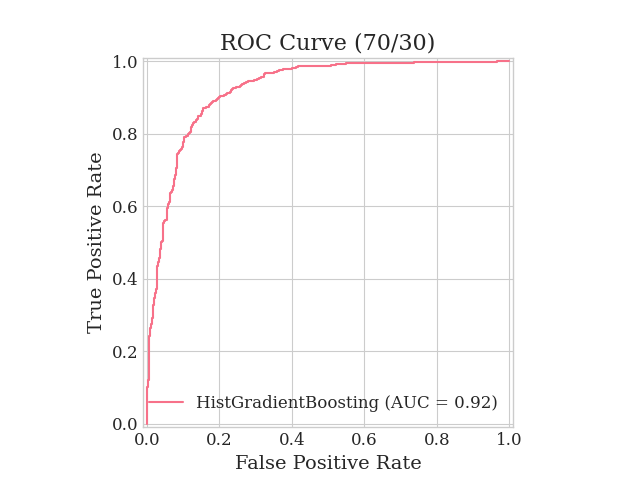 ROC Curve (70/30)
1.0
0.8
0.6
0.4
0.2
0.0
True Positive Rate
HistGradientBoosting (AUC = 0.92)
0.0 0.2 0.4 0.6 0.8 1.0
False Positive Rate